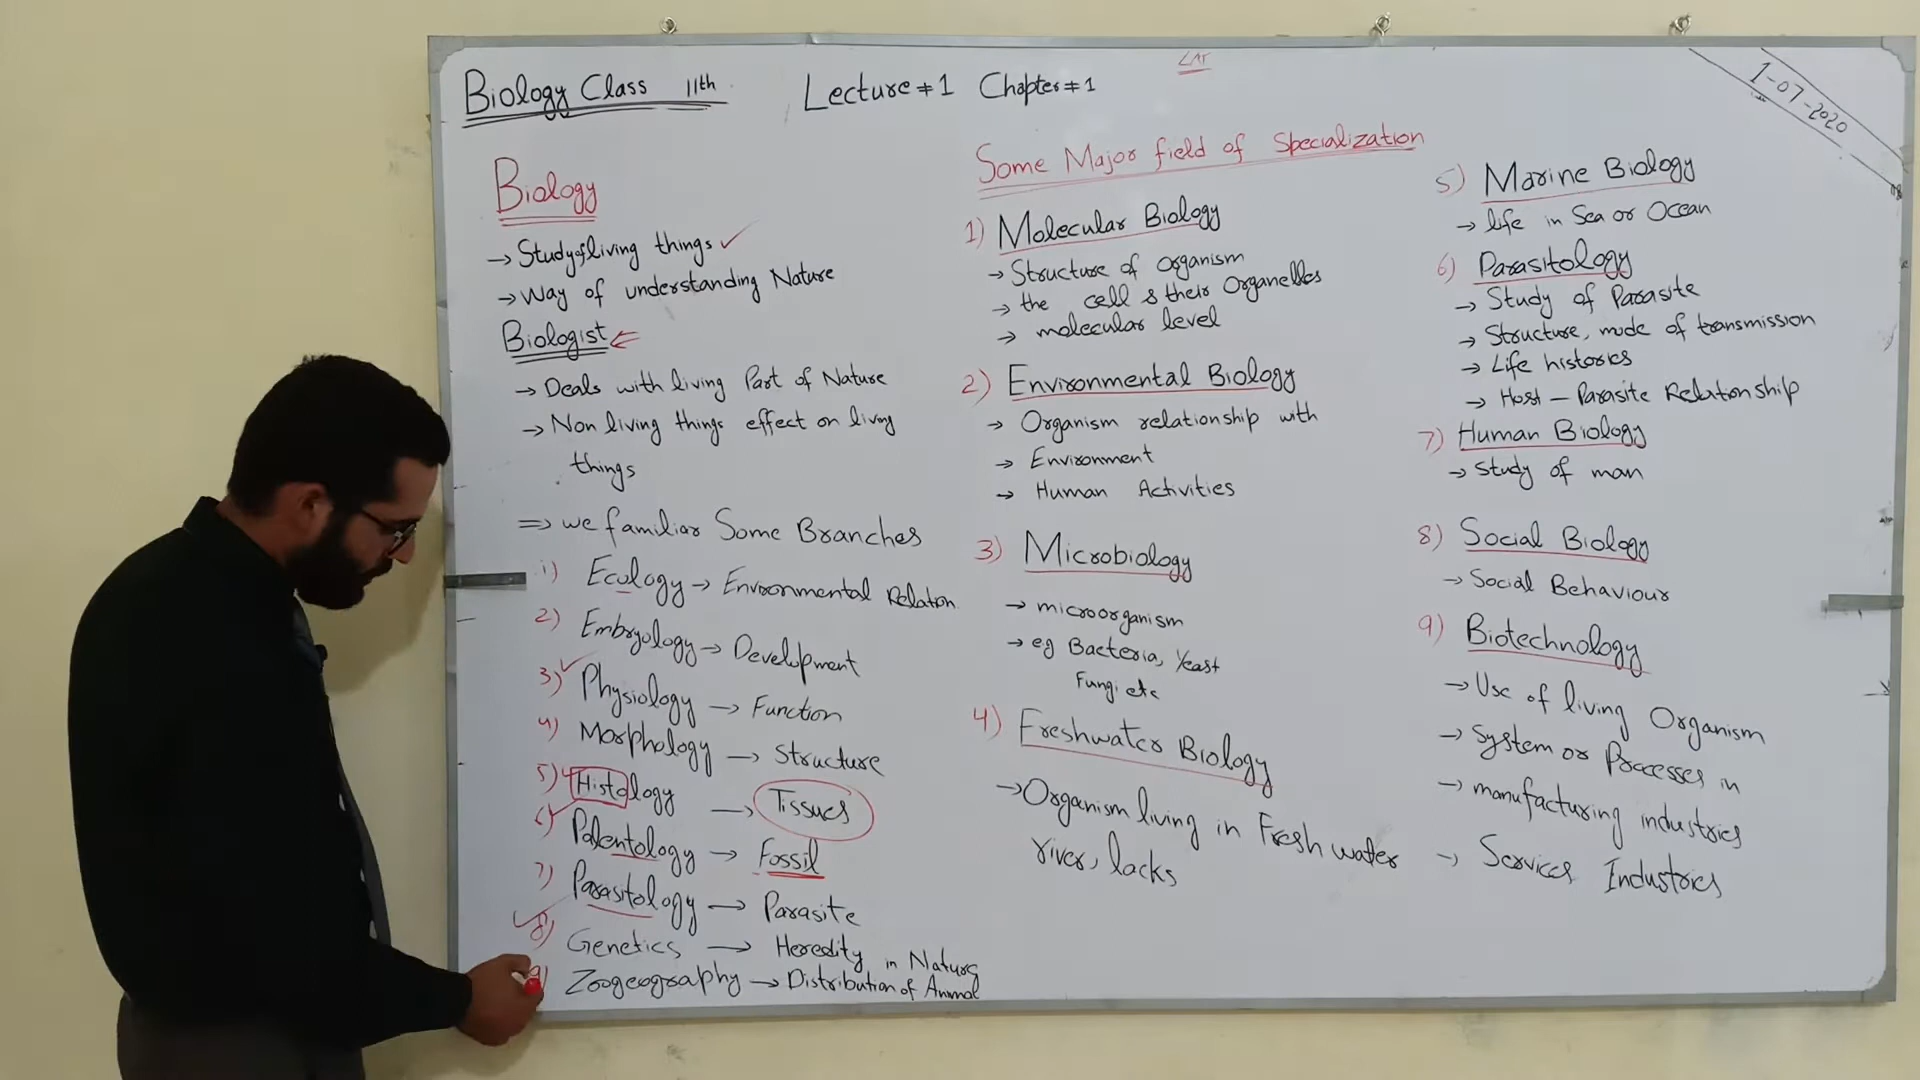 Biology Class 11th Lecture # 1 Chapter # 1
1-07-2020
Biology
→ Study of living things ✓
→ Way of understanding Nature
Biologist ⇐
→ Deals with living Part of Nature
→ Non living things effect on living
things
⇒ we familiar Some Branches
1) Ecology → Environmental Relation
2) Embryology → Development
3) Physiology → Function
4) Morphology → Structure
5) Histology → Tissues
6) Palentology → Fossil
7) Parasitology → Parasite
8) Genetics → Heredity in Nature
9) Zoogeography → Distribution of Animal
Some Major field of Specialization
1) Molecular Biology
→ Structure of organism
→ the cell & their Organelles
→ molecular level
2) Environmental Biology
→ Organism relationship with
→ Environment
→ Human Activities
3) Microbiology
→ microorganism
→ eg Bacteria, Yeast
Fungi etc
4) Freshwater Biology
→ Organism living in Fresh water
river, lacks
5) Marine Biology
→ life in Sea or Ocean
6) Parasitology
→ Study of Parasite
→ Structure, mode of transmission
→ Life histories
→ Host – Parasite Relationship
7) Human Biology
→ Study of man
8) Social Biology
→ Social Behaviour
9) Biotechnology
→ Use of living Organism
→ System or Processes in
→ manufacturing industries
→ Services Industries